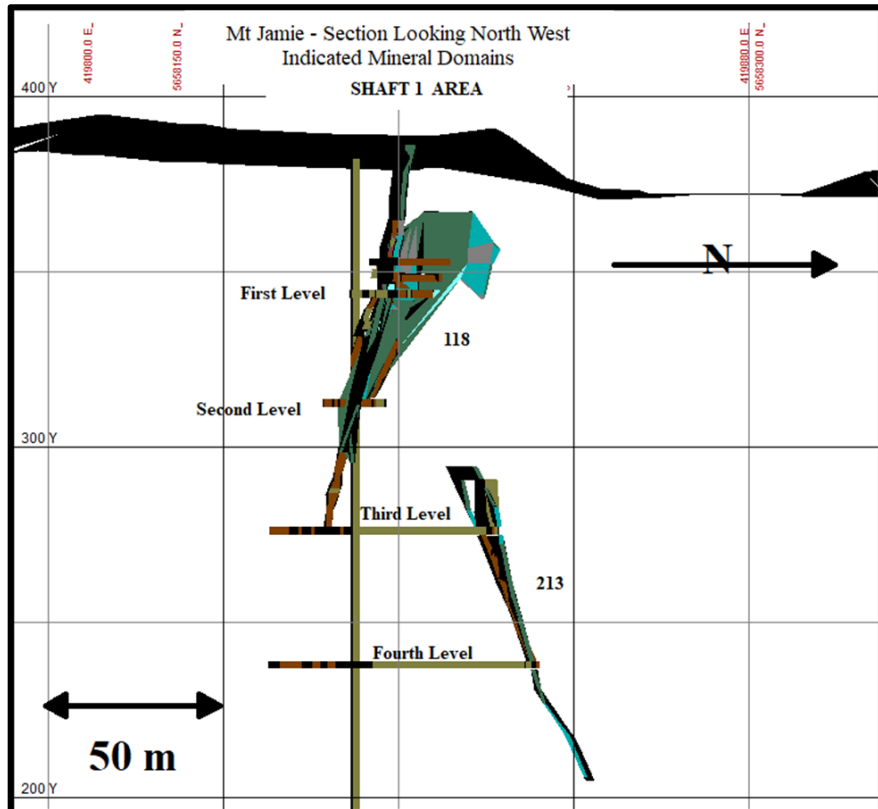 Mt Jamie - Section Looking North West
Indicated Mineral Domains
SHAFT 1 AREA
419800.0 E
5658150.0 N
419880.0 E
5658300.0 N
400 Y
N
First Level
118
Second Level
300 Y
Third Level
213
Fourth Level
50 m
200 Y